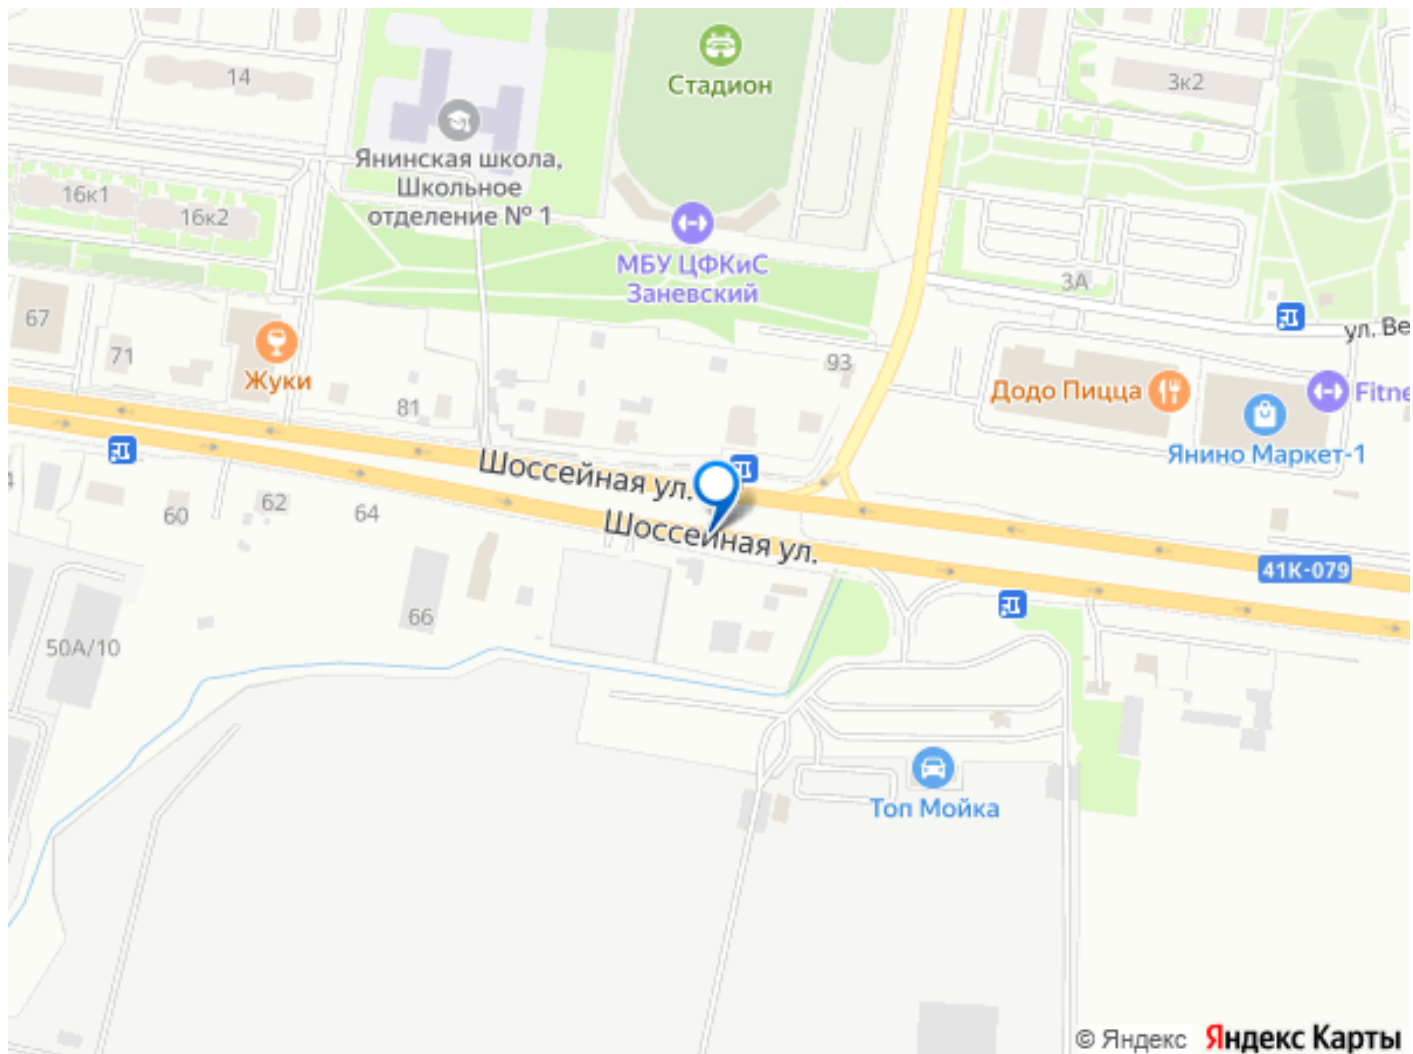 Стадион
14
3к2
Янинская школа,
Школьное
отделение № 1
16к1
16к2
МБУ ЦФКиС
Заневский
3А
67
ул. Ве
71
Жуки
93
Додо Пицца
Fitne
81
Янино Маркет-1
Шоссейная ул.
60
62
64
Шоссейная ул.
41К-079
66
50А/10
Топ Мойка
© Яндекс Яндекс Карты